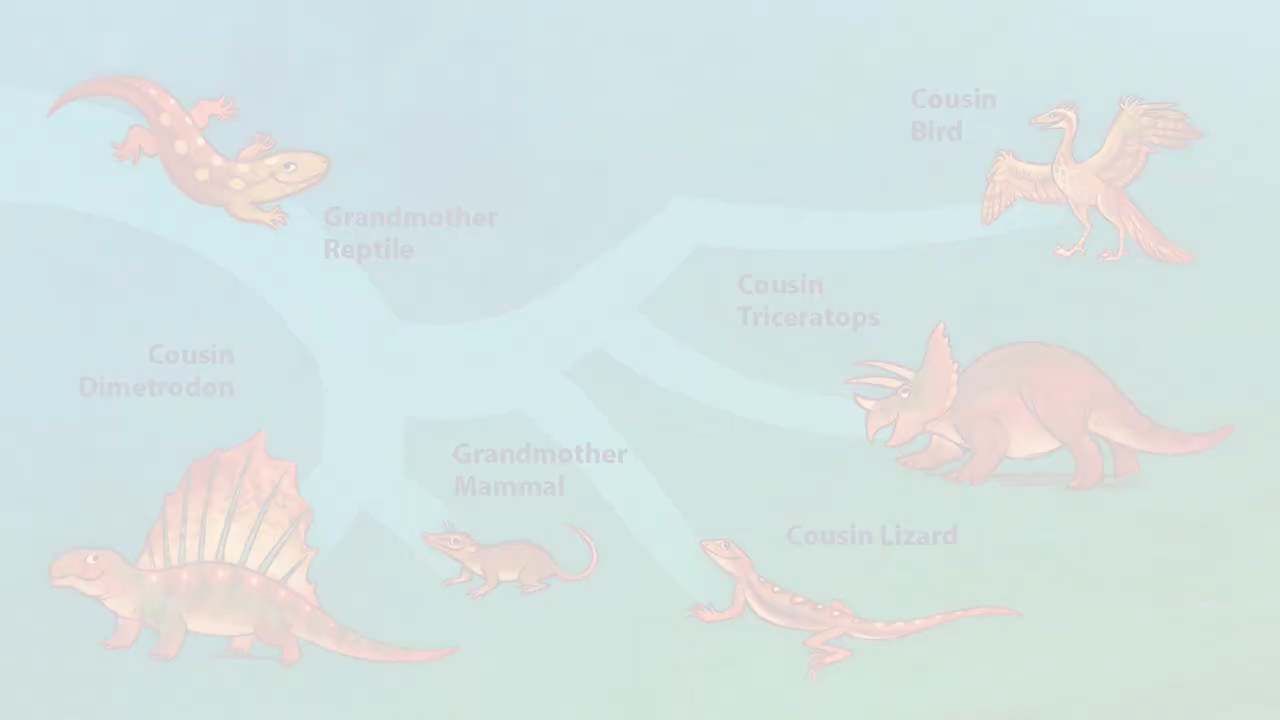 Cousin
Bird
Grandmother
Reptile
Cousin
Triceratops
Cousin
Dimetrodon
Grandmother
Mammal
Cousin Lizard